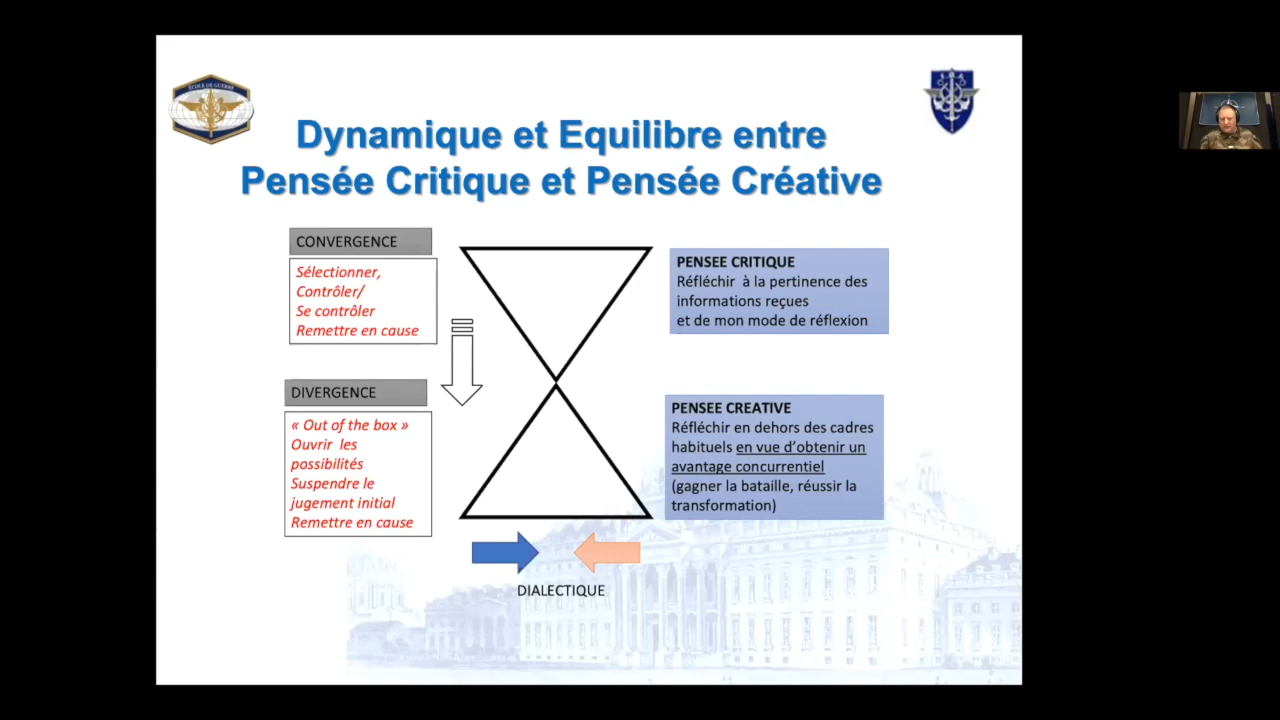 ÉCOLE DE GUERRE
Dynamique et Equilibre entre
Pensée Critique et Pensée Créative
CONVERGENCE
Sélectionner,
Contrôler/
Se contrôler
Remettre en cause
PENSEE CRITIQUE
Réfléchir à la pertinence des
informations reçues
et de mon mode de réflexion
DIVERGENCE
« Out of the box »
Ouvrir les
possibilités
Suspendre le
jugement initial
Remettre en cause
PENSEE CREATIVE
Réfléchir en dehors des cadres
habituels en vue d’obtenir un
avantage concurrentiel
(gagner la bataille, réussir la
transformation)
DIALECTIQUE